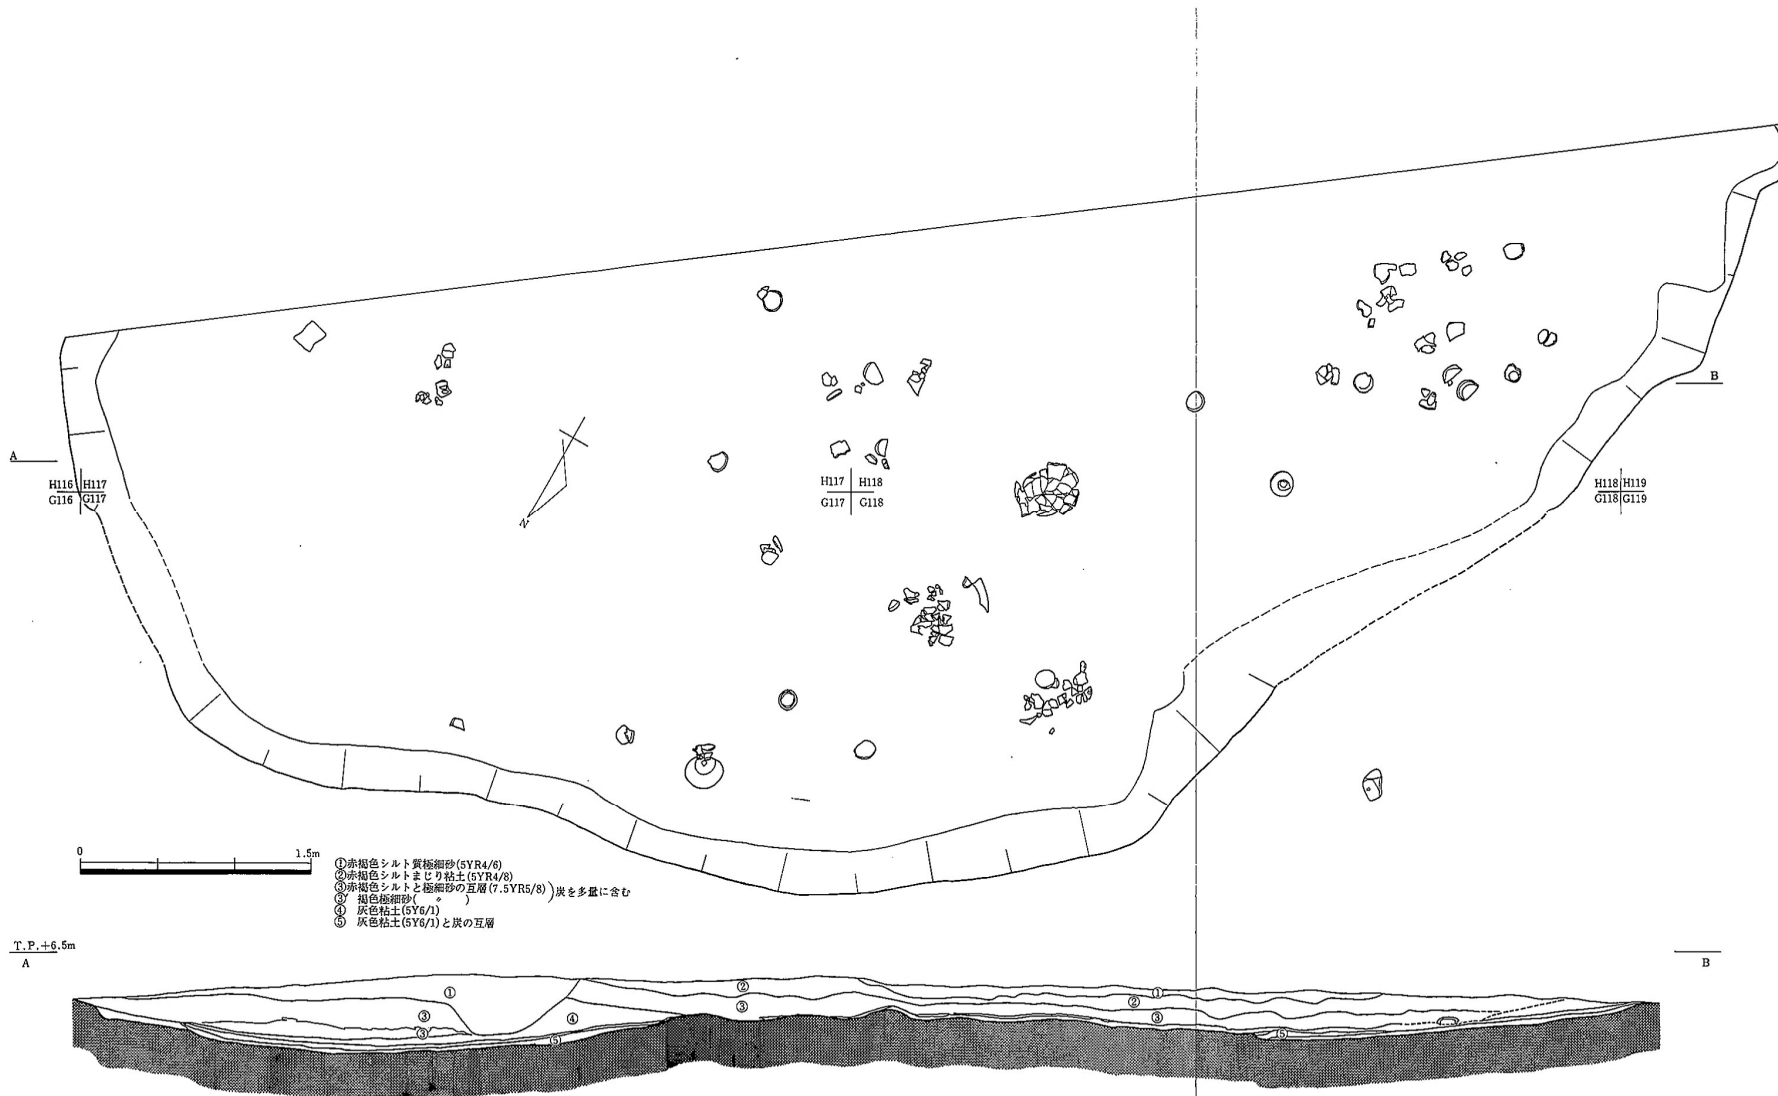 B
A
H116 H117
G116 G117
H117 H118
G117 G118
H118 H119
G118 G119
N
0 1.5m
①赤褐色シルト質極細砂(5YR4/6)
②赤褐色シルトまじり粘土(5YR4/8)
③赤褐色シルトと極細砂の互層(7.5YR5/8)
③' 褐色極細砂( 〃 )
炭を多量に含む
④ 灰色粘土(5Y6/1)
⑤ 灰色粘土(5Y6/1)と炭の互層
T.P.+6.5m
A
B
①
②
①
③
④
③
②
③
③
⑤
⑤